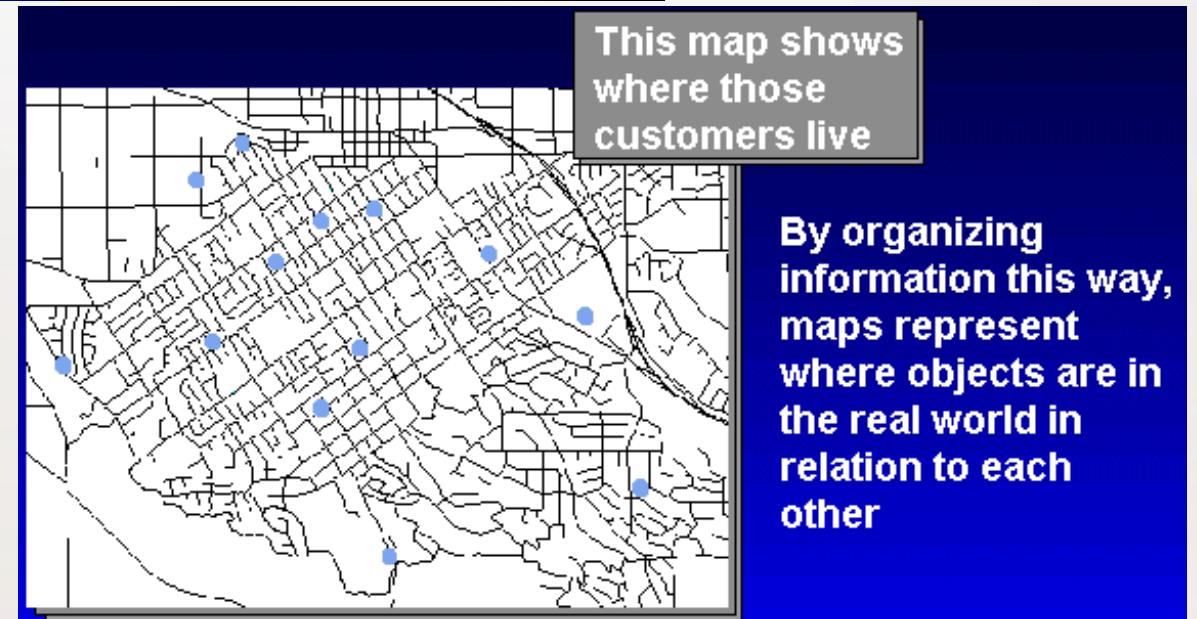 This map shows
where those
customers live
By organizing
information this way,
maps represent
where objects are in
the real world in
relation to each
other